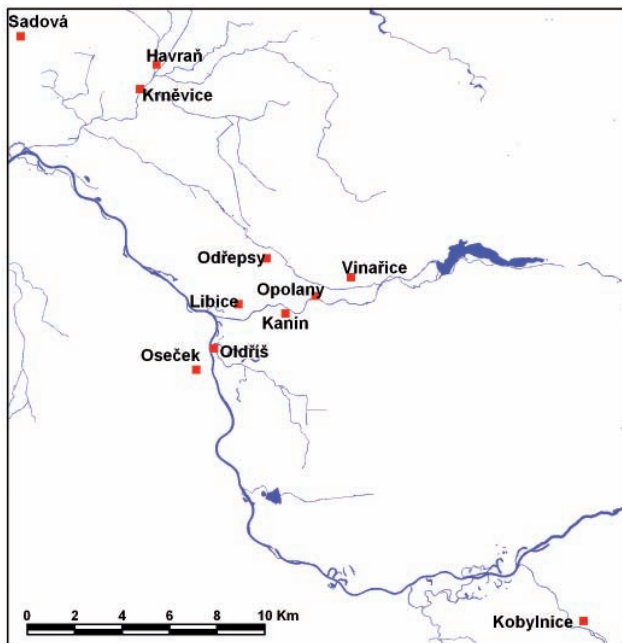 Sadová
Havraň
Krněvice
Odřepsy
Vinařice
Opolany
Libice
Kanín
Oldříš
Oseček
Kobylnice
0 2 4 6 8 10 Km